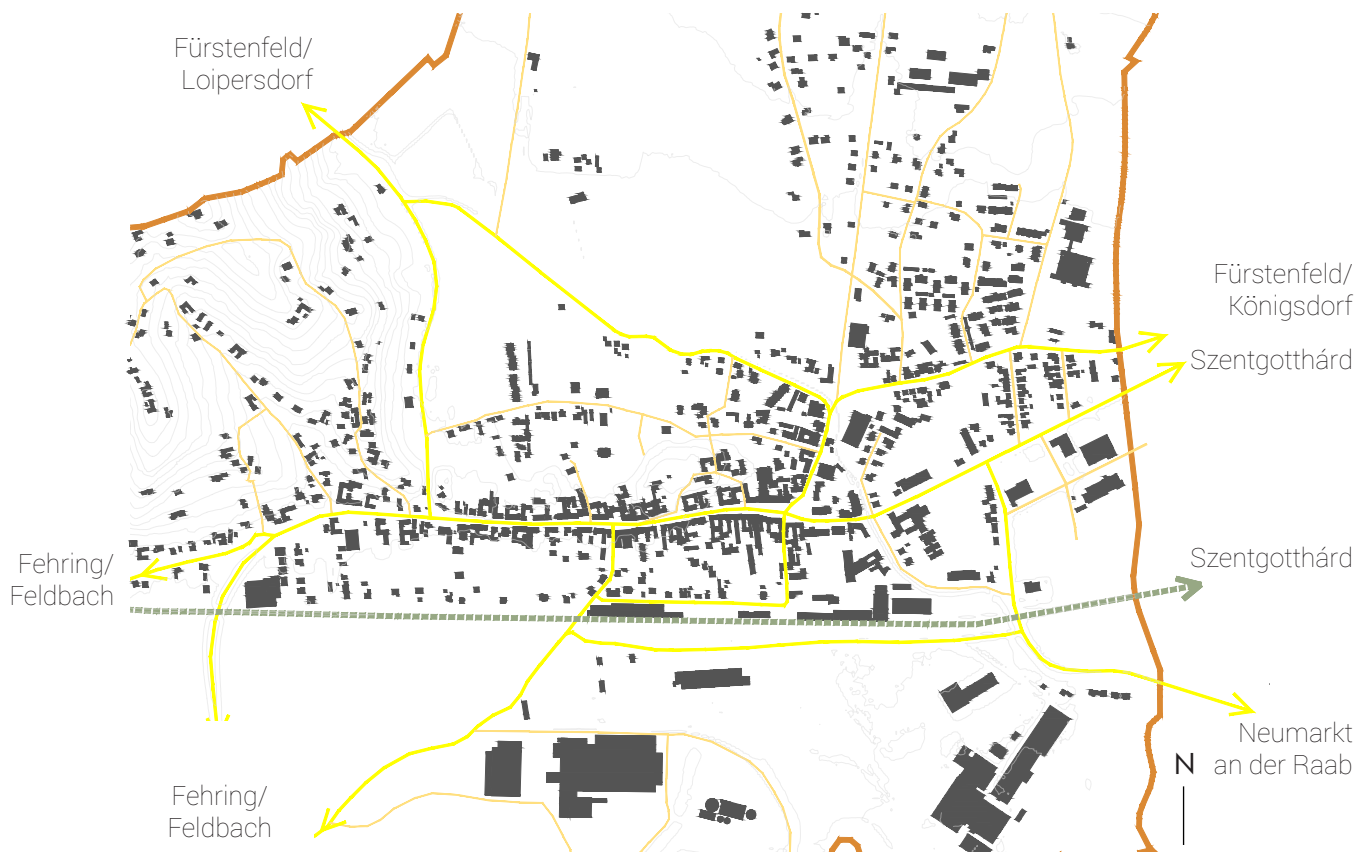 Fürstenfeld/
Loipersdorf
Fürstenfeld/
Königsdorf
Szentgotthárd
Fehring/
Feldbach
Szentgotthárd
Neumarkt
an der Raab
N
Fehring/
Feldbach